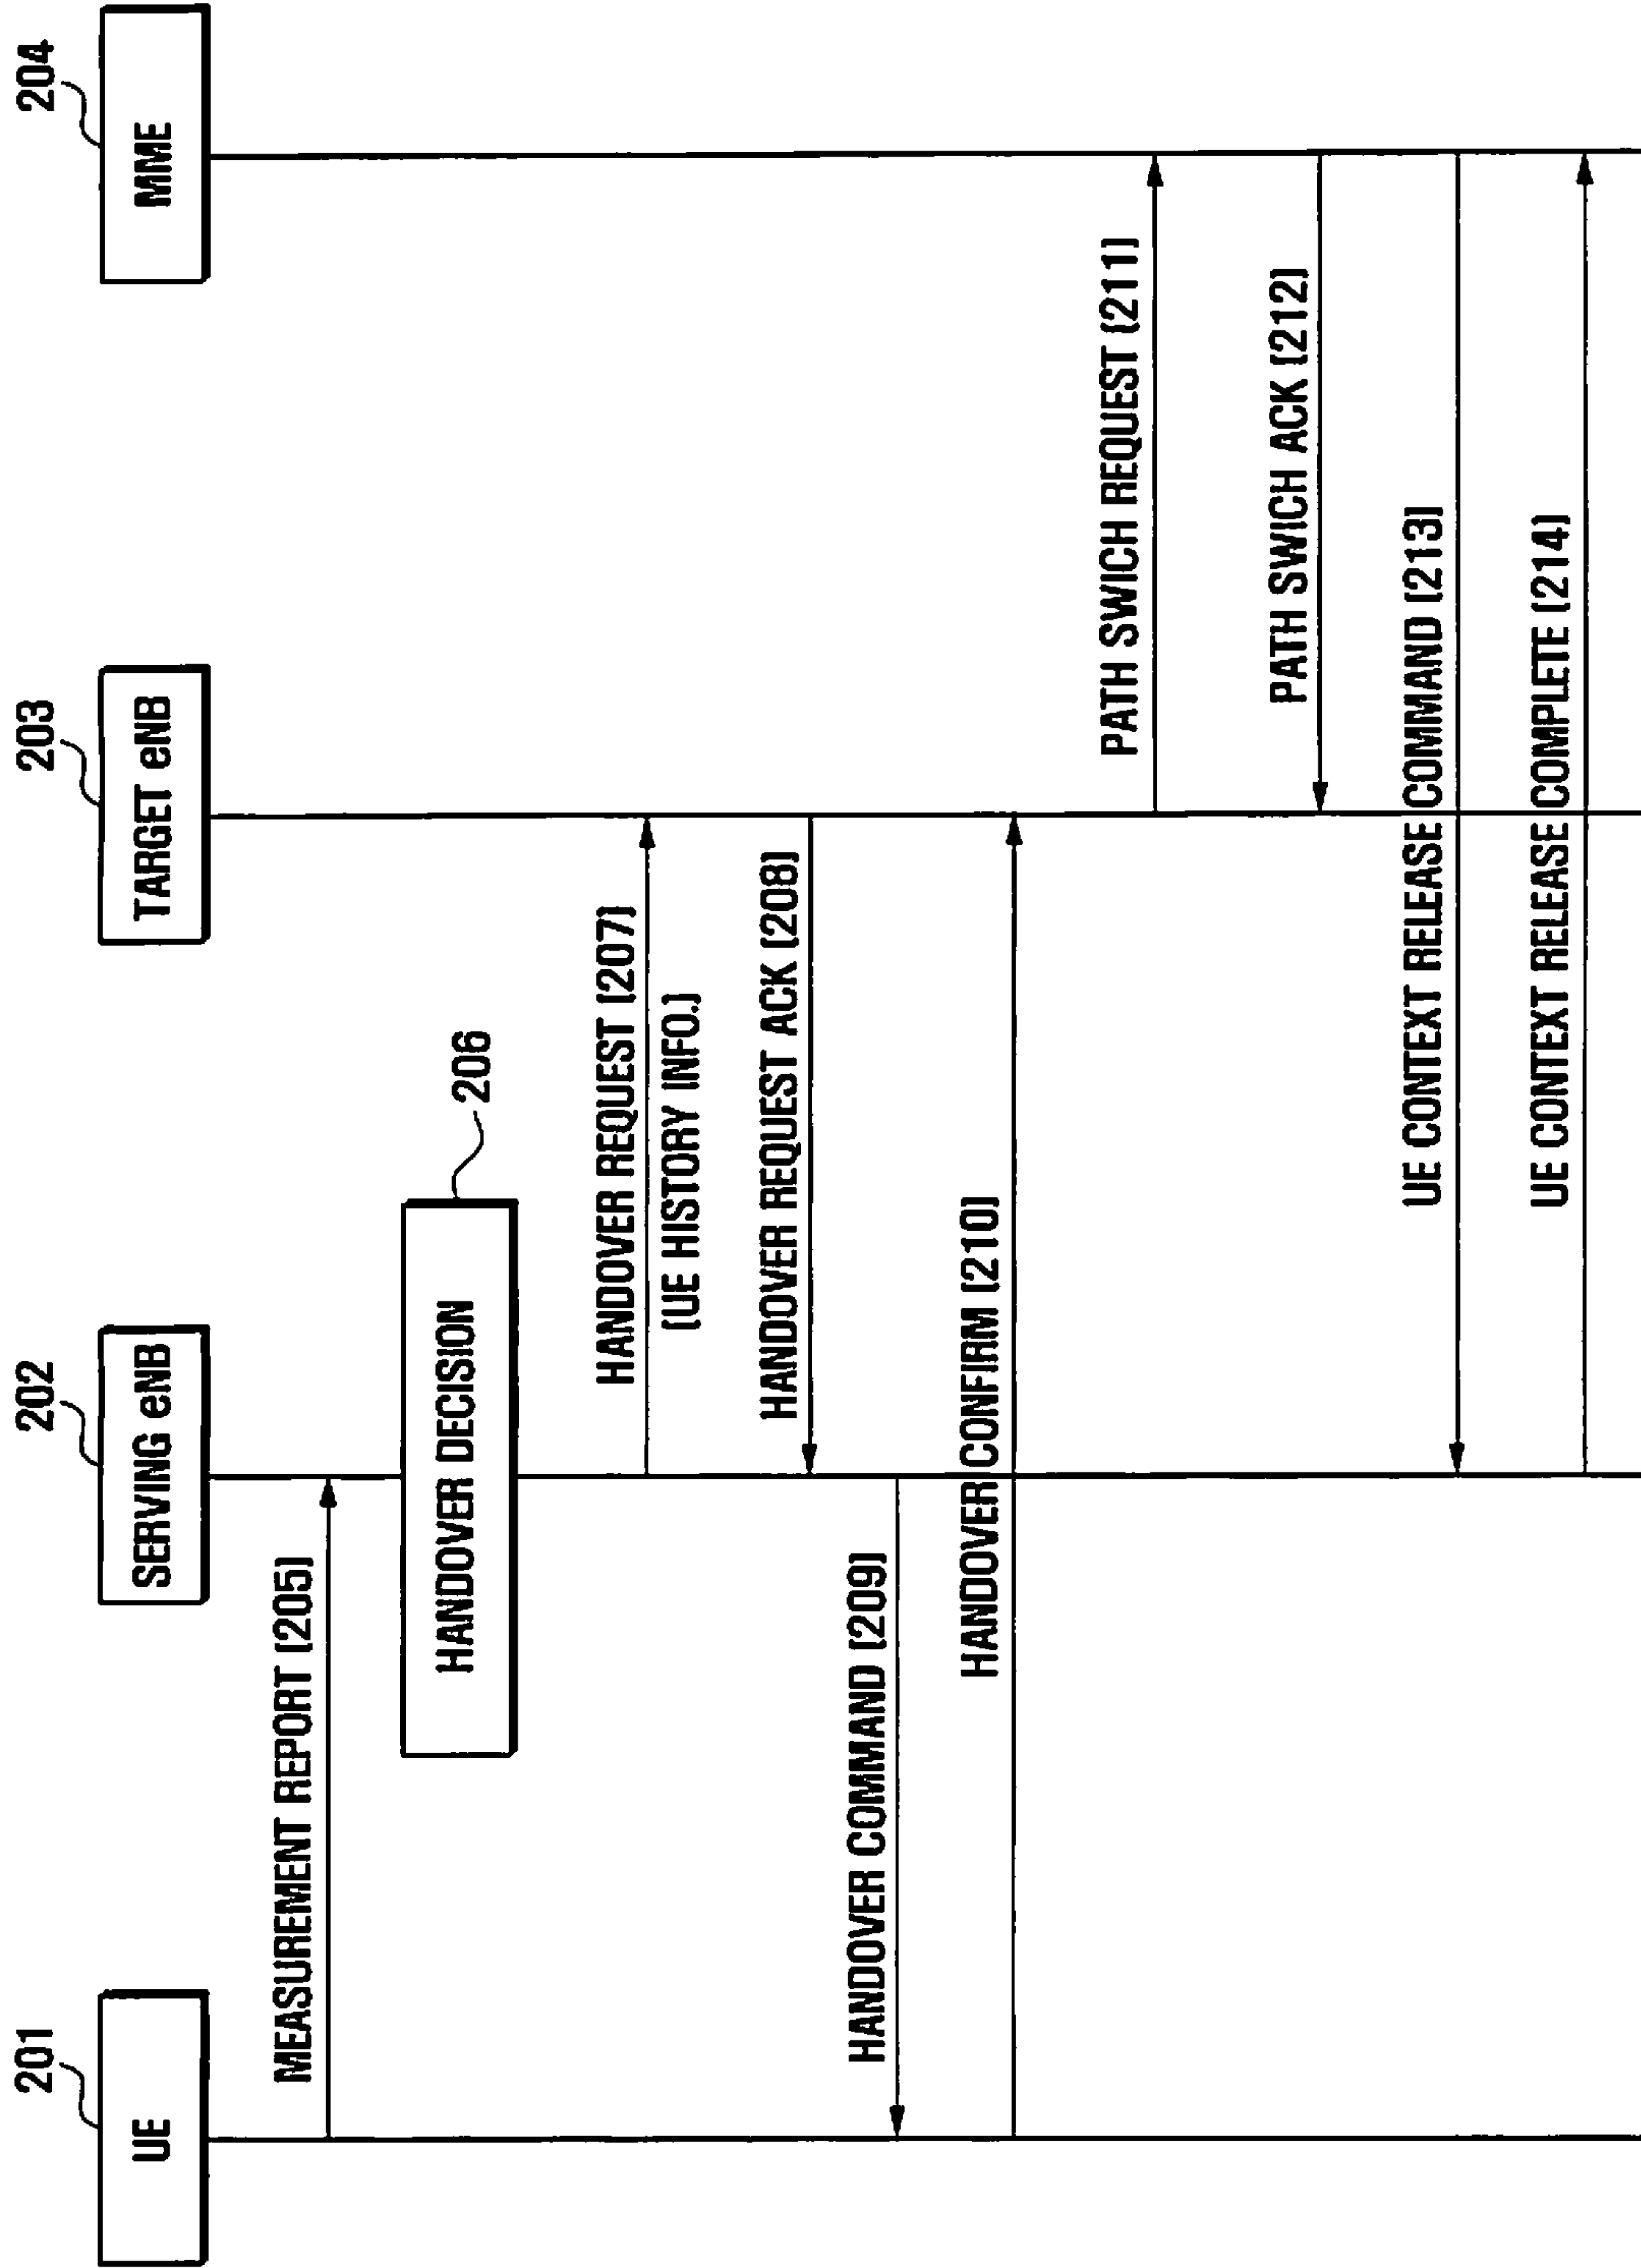 201
202
203
204
UE
SERVING eNB
TARGET eNB
MME
MEASUREMENT REPORT (205)
HANDOVER DECISION
206
HANDOVER REQUEST (207)
(UE HISTORY INFO.)
HANDOVER REQUEST ACK (208)
HANDOVER COMMAND (209)
HANDOVER CONFIRM (210)
PATH SWICH REQUEST (211)
PATH SWICH ACK (212)
UE CONTEXT RELEASE COMMAND (213)
UE CONTEXT RELEASE COMPLETE (214)